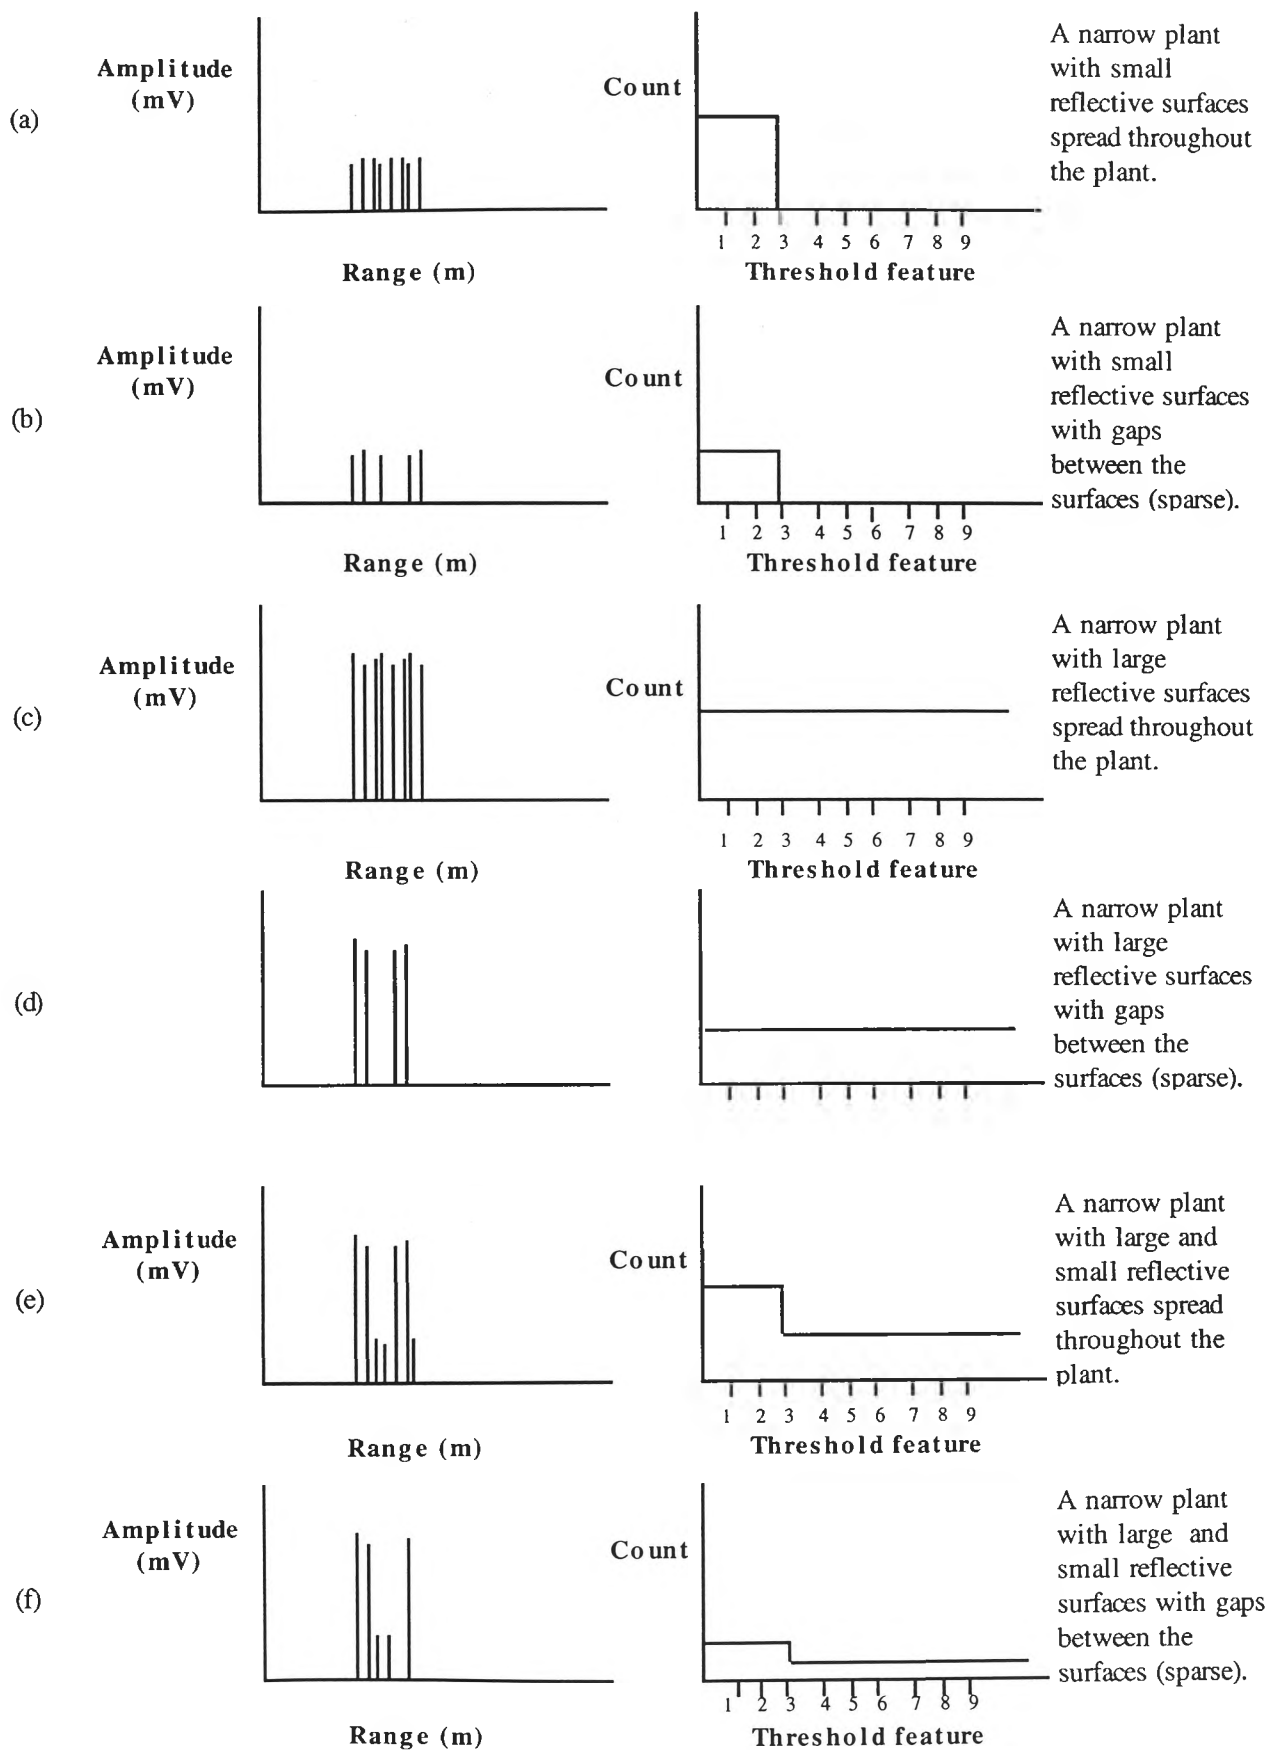 (a)
Amplitude
(mV)
Range (m)
Count
1 2 3 4 5 6 7 8 9
Threshold feature
A narrow plant
with small
reflective surfaces
spread throughout
the plant.
(b)
Amplitude
(mV)
Range (m)
Count
1 2 3 4 5 6 7 8 9
Threshold feature
A narrow plant
with small
reflective surfaces
with gaps
between the
surfaces (sparse).
(c)
Amplitude
(mV)
Range (m)
Count
1 2 3 4 5 6 7 8 9
Threshold feature
A narrow plant
with large
reflective surfaces
spread throughout
the plant.
(d)
A narrow plant
with large
reflective surfaces
with gaps
between the
surfaces (sparse).
(e)
Amplitude
(mV)
Range (m)
Count
1 2 3 4 5 6 7 8 9
Threshold feature
A narrow plant
with large and
small reflective
surfaces spread
throughout the
plant.
(f)
Amplitude
(mV)
Range (m)
Count
1 2 3 4 5 6 7 8 9
Threshold feature
A narrow plant
with large and
small reflective
surfaces with gaps
between the
surfaces (sparse).